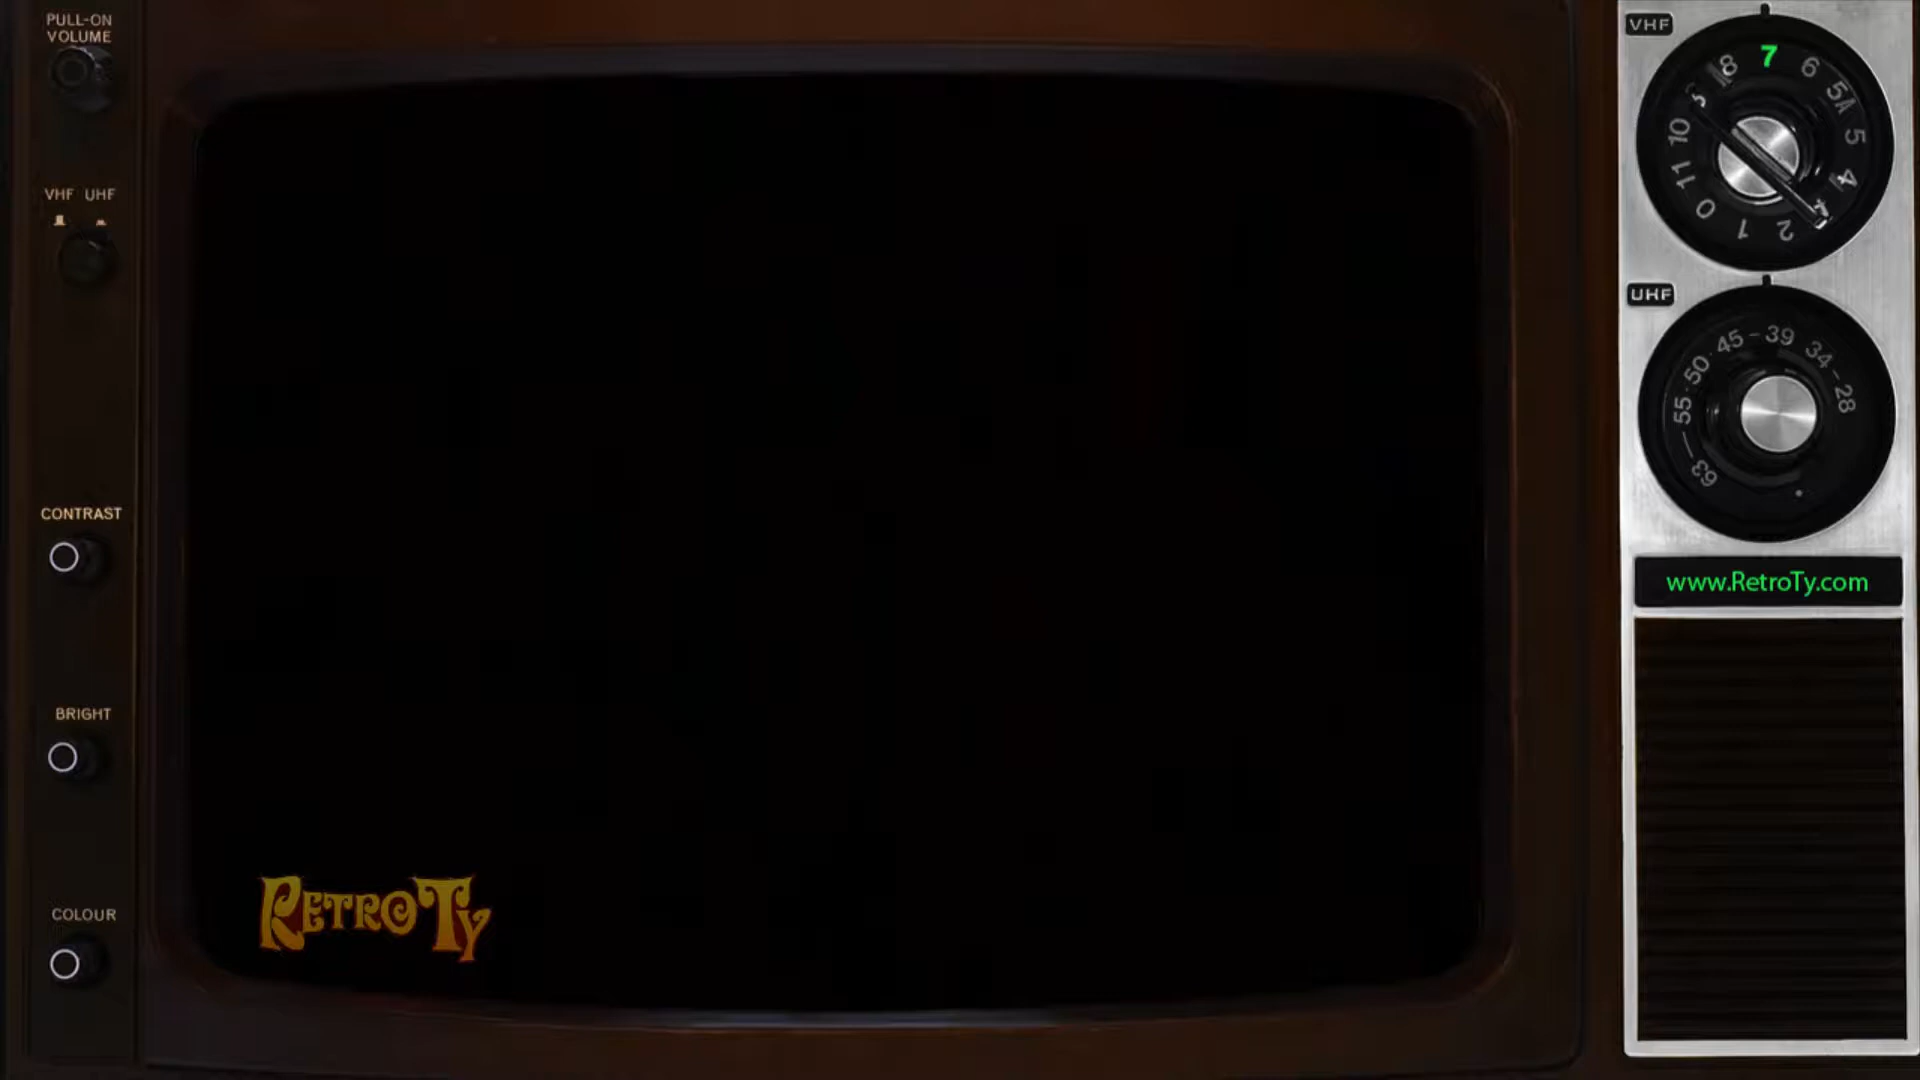 PULL-ON
VOLUME
VHF UHF
CONTRAST
BRIGHT
COLOUR
RETROTY
VHF
7
6
5A
5
4
2
1
0
11
10
8
UHF
63
55
50
45
39
34
28
www.RetroTy.com